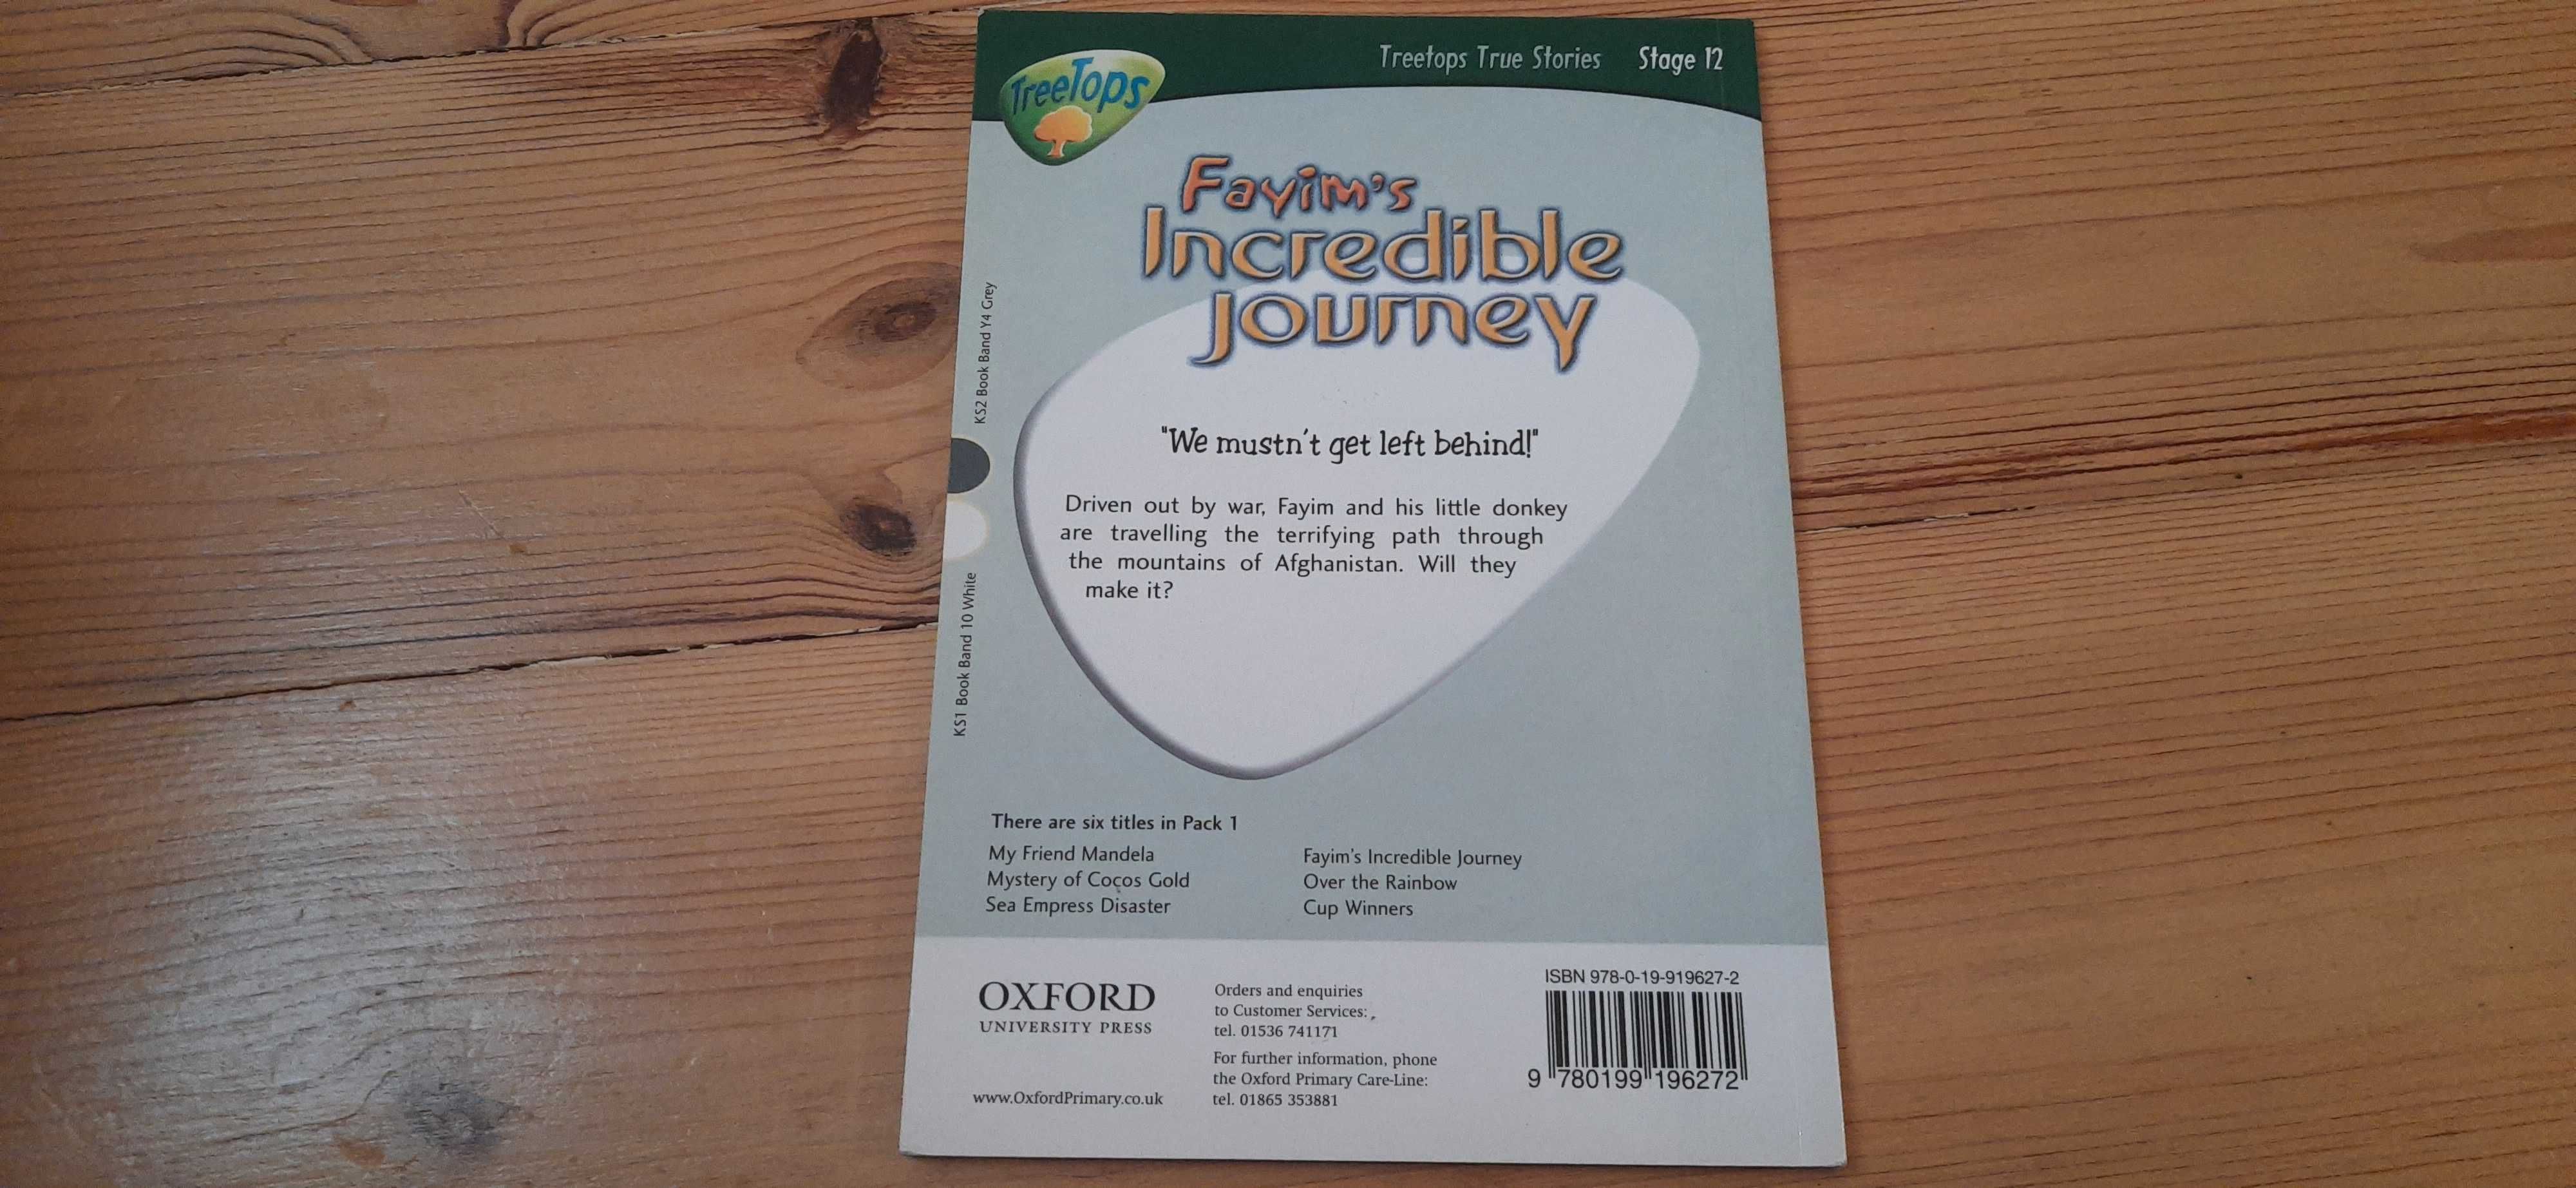 TreeTops
Treetops True Stories Stage 12
Fayim's
Incredible
Journey
"We mustn't get left behind!"
Driven out by war, Fayim and his little donkey
are travelling the terrifying path through
the mountains of Afghanistan. Will they
make it?
KS2 Book Band Y4 Grey
KS1 Book Band 10 White
There are six titles in Pack 1
My Friend Mandela
Mystery of Cocos Gold
Sea Empress Disaster
Fayim's Incredible Journey
Over the Rainbow
Cup Winners
OXFORD
UNIVERSITY PRESS
www.OxfordPrimary.co.uk
Orders and enquiries
to Customer Services:
tel. 01536 741171
For further information, phone
the Oxford Primary Care-Line:
tel. 01865 353881
ISBN 978-0-19-919627-2
9 780199 196272